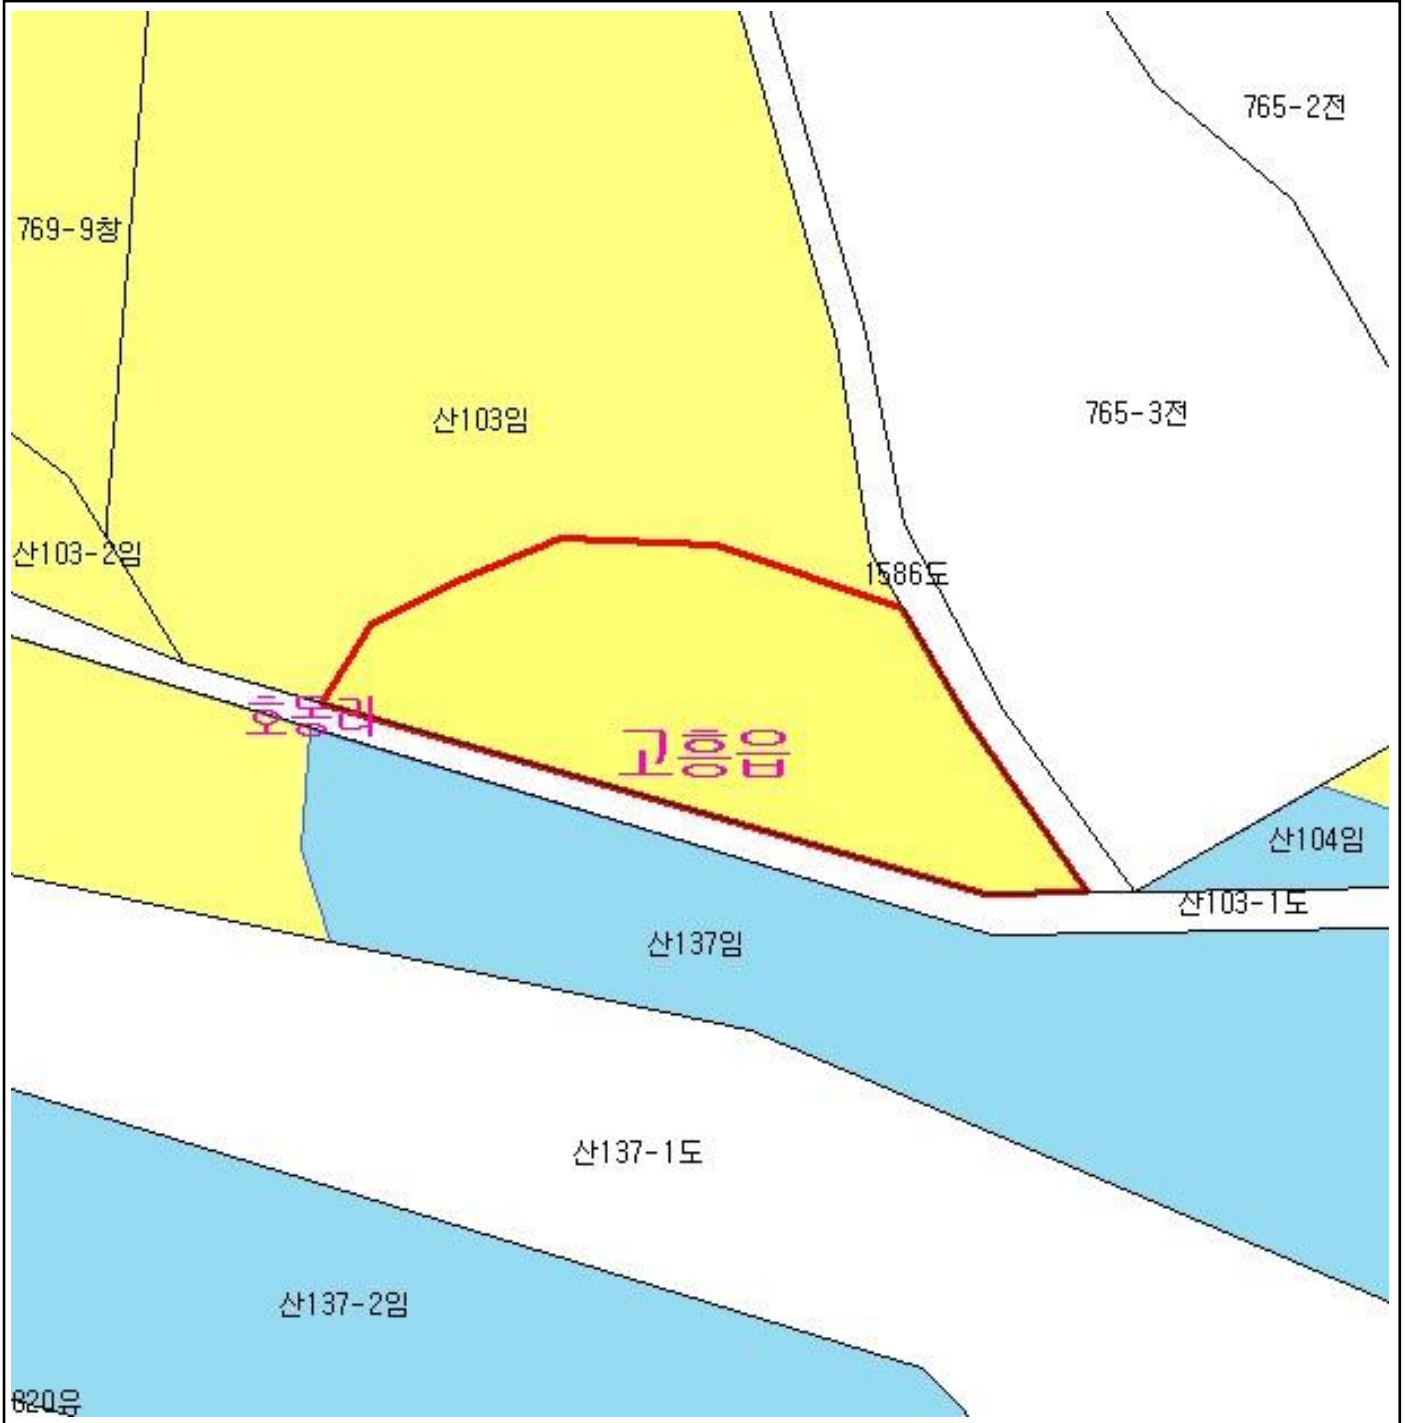 765-2전
769-9창
765-3전
산103임
산103-2임
1586도
호동리
고흥읍
산104임
산103-1도
산137임
산137-1도
산137-2임
820유